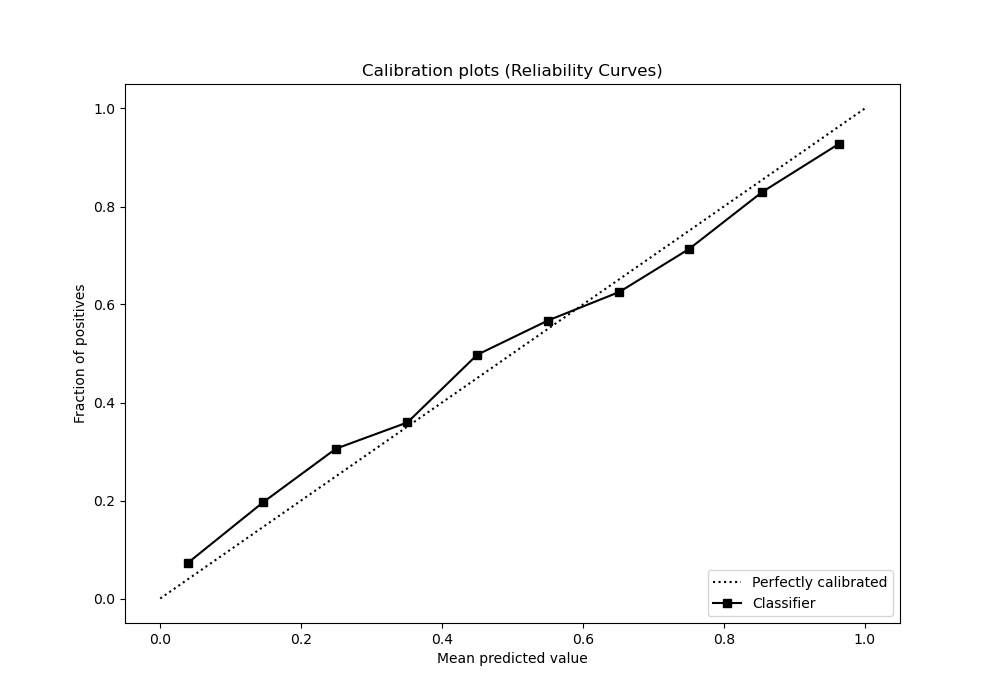 Calibration plots (Reliability Curves)
1.0
0.8
0.6
0.4
0.2
0.0
Fraction of positives
0.0 0.2 0.4 0.6 0.8 1.0
Mean predicted value
Perfectly calibrated
Classifier